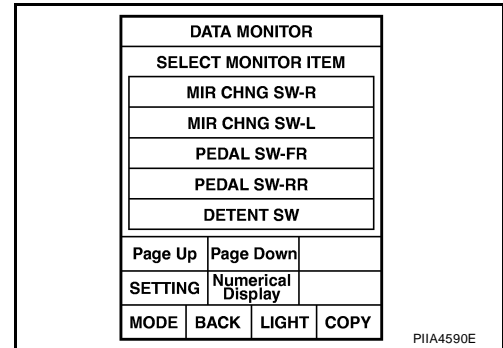 DATA MONITOR
SELECT MONITOR ITEM
MIR CHNG SW-R
MIR CHNG SW-L
PEDAL SW-FR
PEDAL SW-RR
DETENT SW
Page Up Page Down
SETTING Numerical
Display
MODE BACK LIGHT COPY
PIIA4590E